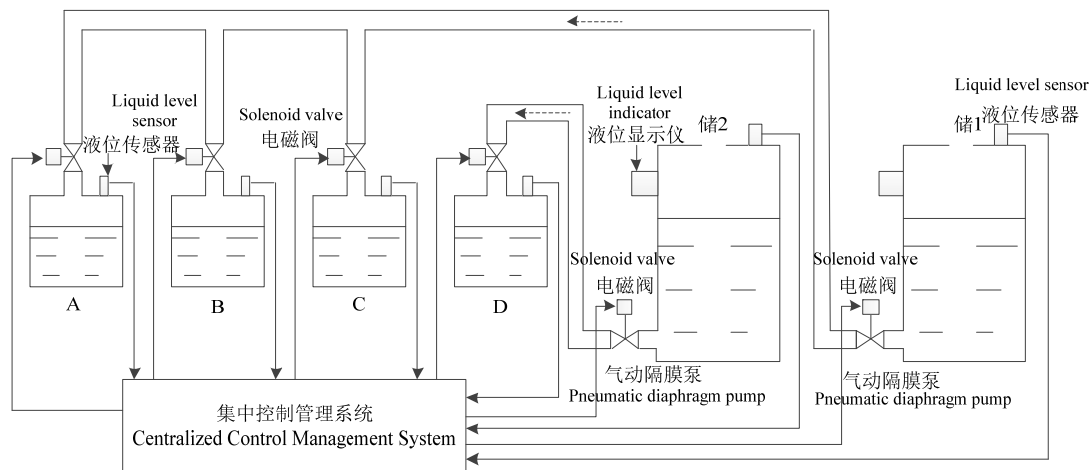 Liquid level
sensor
液位传感器
Solenoid valve
电磁阀
Liquid level
indicator
液位显示仪
储2
Liquid level sensor
液位传感器
储1
Solenoid valve
电磁阀
Solenoid valve
电磁阀
A
B
C
D
气动隔膜泵
Pneumatic diaphragm pump
气动隔膜泵
Pneumatic diaphragm pump
集中控制管理系统
Centralized Control Management System